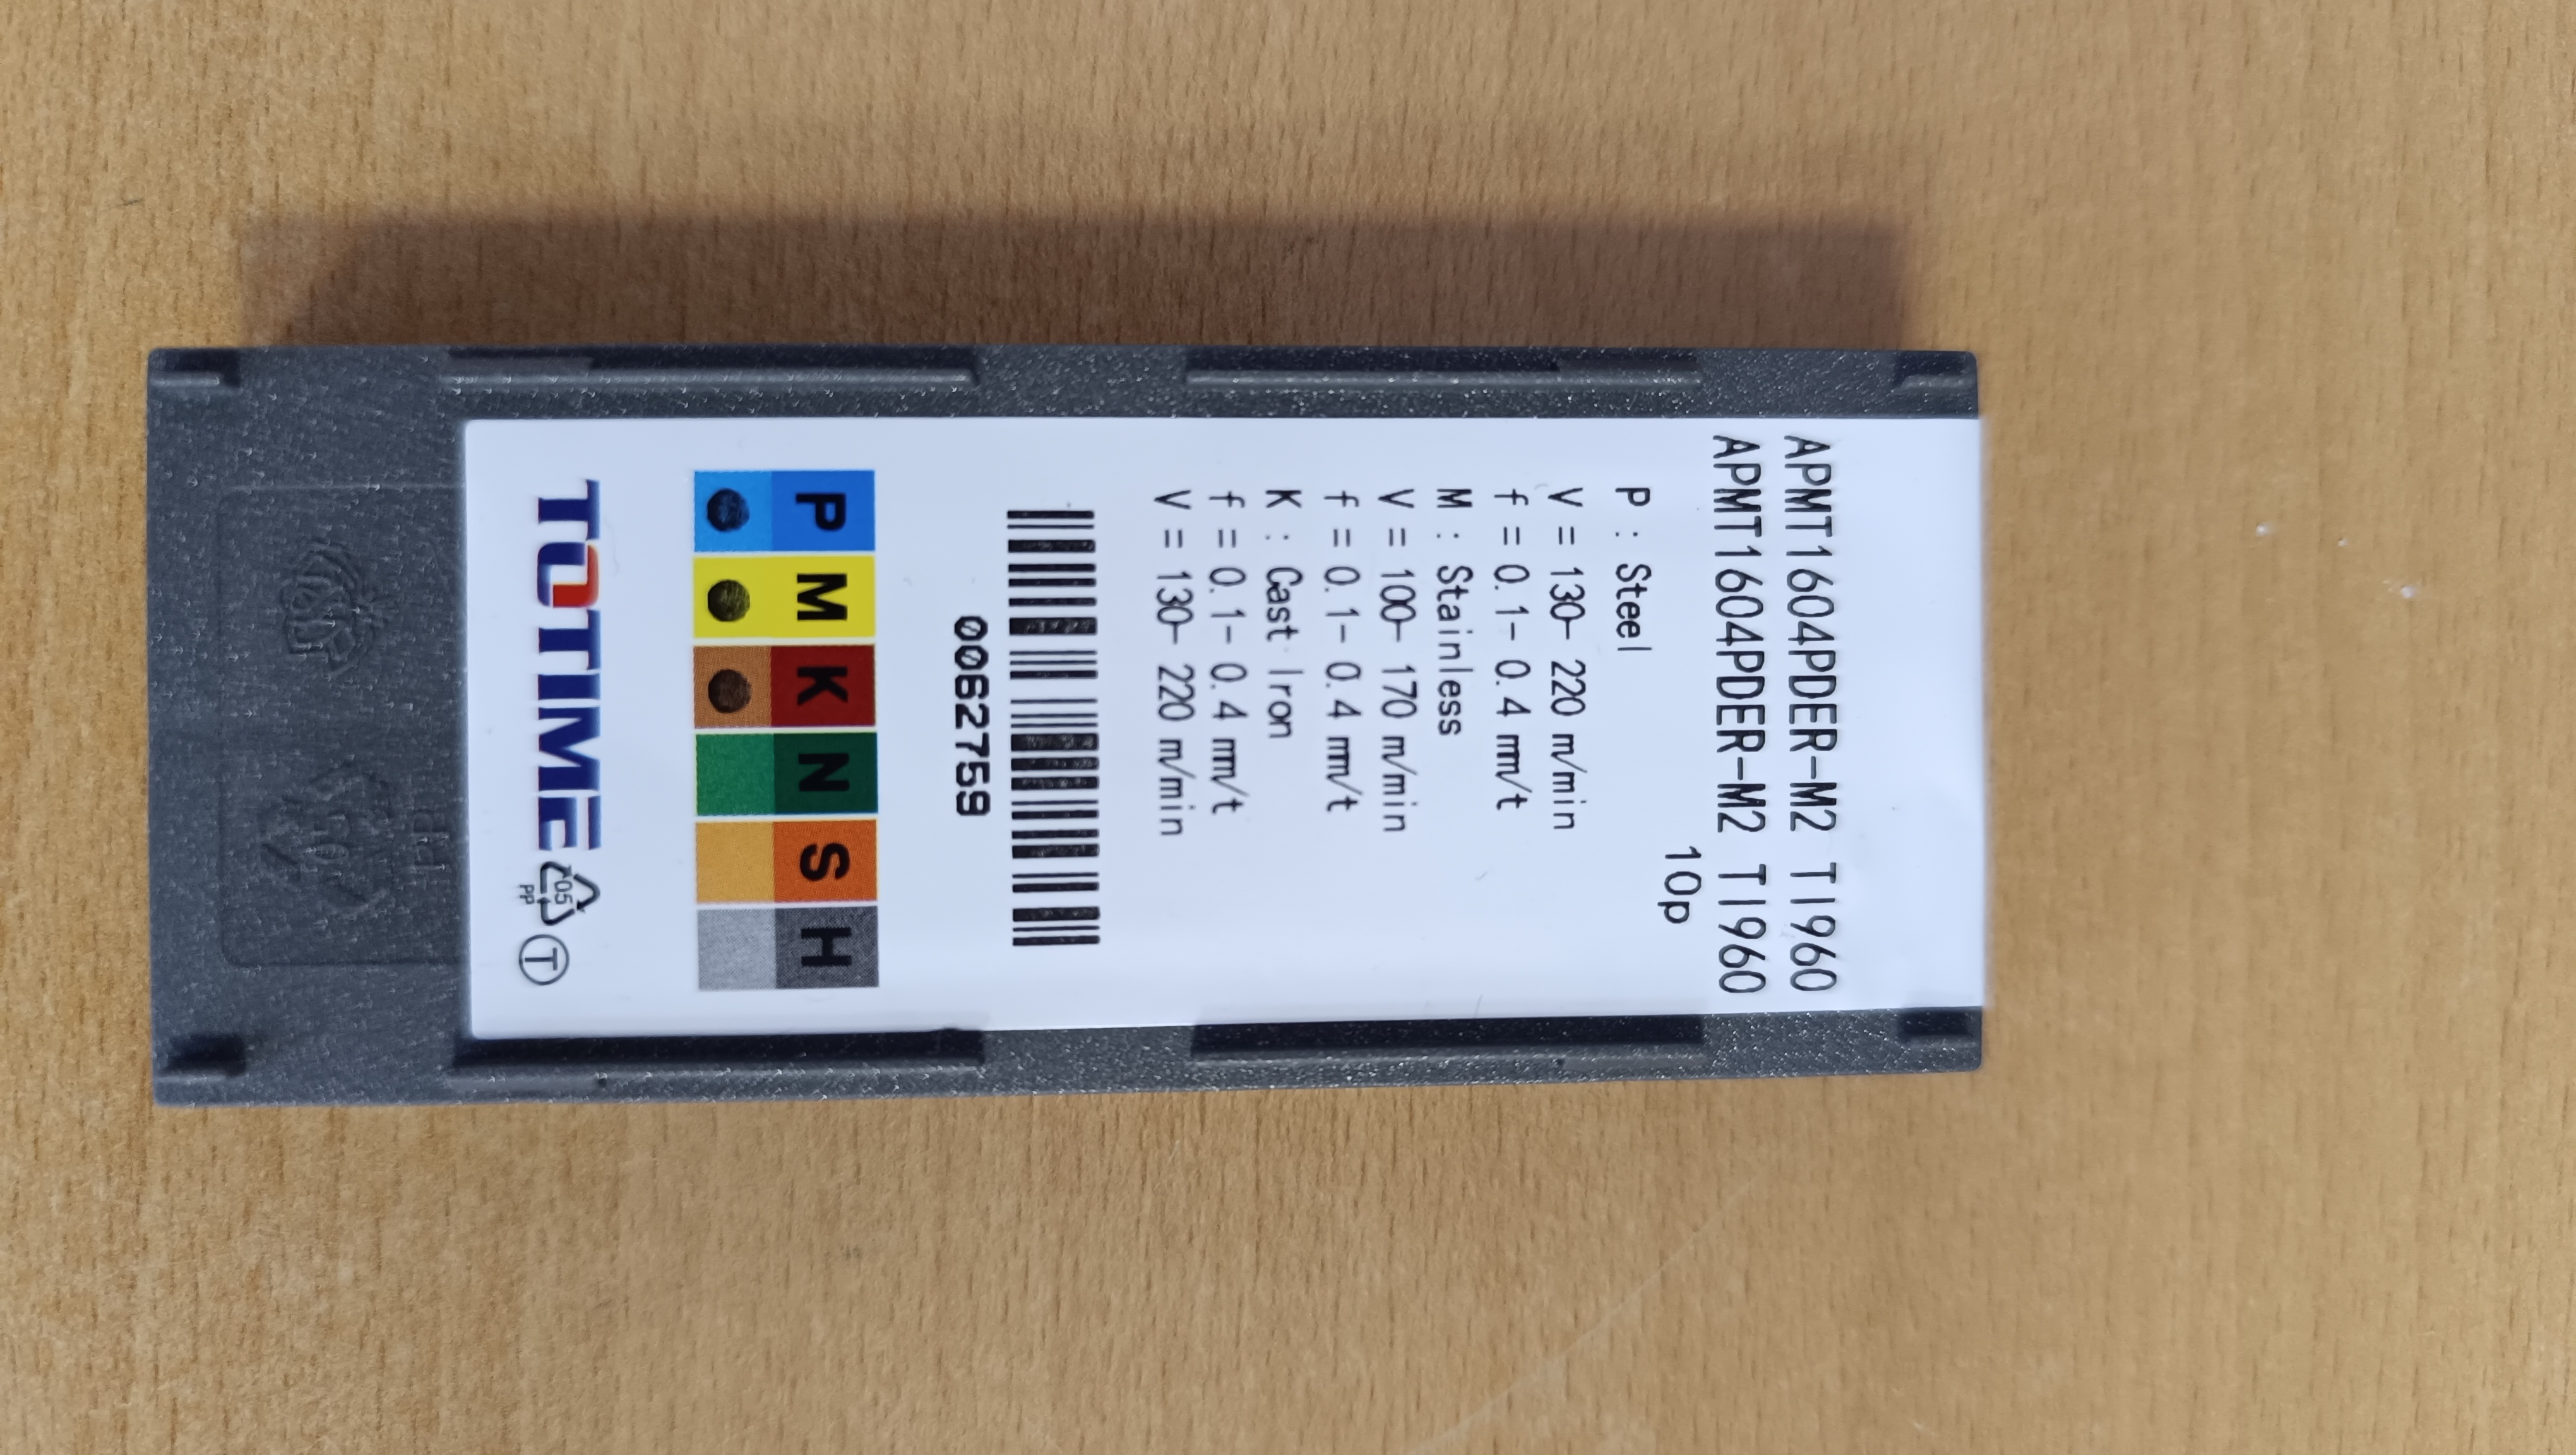 APMT1604PDER-M2 TI960
APMT1604PDER-M2 TI960
10p
P : Steel
V = 130- 220 m/min
f = 0.1- 0.4 mm/t
M : Stainless
V = 100- 170 m/min
f = 0.1- 0.4 mm/t
K : Cast Iron
f = 0.1- 0.4 mm/t
V = 130- 220 m/min
0062759
P M K N S H
TOTIME 05 PP T
PP